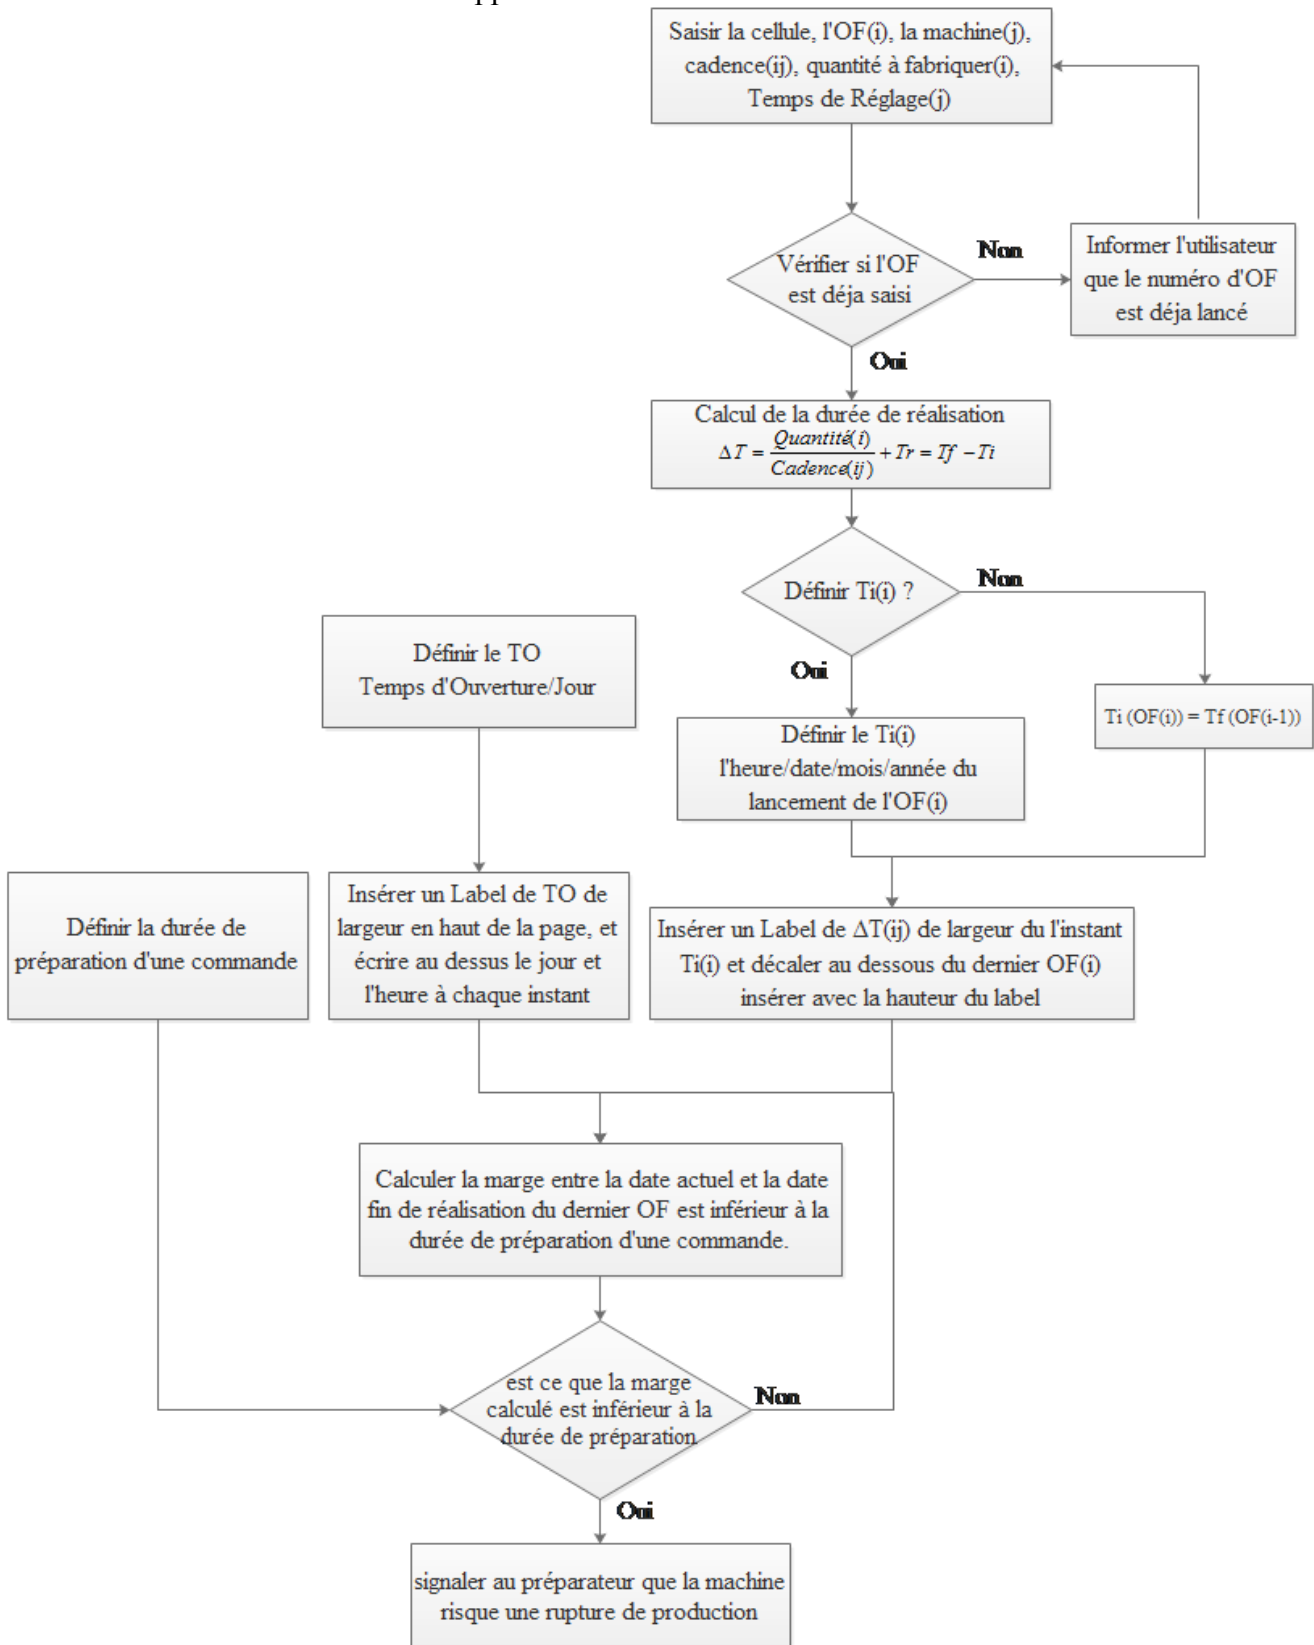 Saisir la cellule, l'OF(i), la machine(j),
cadence(ij), quantité à fabriquer(i),
Temps de Réglage(j)
Vérifier si l'OF
est déja saisi
Non
Informer l'utilisateur
que le numéro d'OF
est déja lancé
Oui
Calcul de la durée de réalisation
ΔT = Quantité(i) / Cadence(ij) + Tr = Tf − Ti
Définir Ti(i) ?
Non
Oui
Ti (OF(i)) = Tf (OF(i-1))
Définir le TO
Temps d'Ouverture/Jour
Définir le Ti(i)
l'heure/date/mois/année du
lancement de l'OF(i)
Définir la durée de
préparation d'une commande
Insérer un Label de TO de
largeur en haut de la page, et
écrire au dessus le jour et
l'heure à chaque instant
Insérer un Label de ΔT(ij) de largeur du l'instant
Ti(i) et décaler au dessous du dernier OF(i)
insérer avec la hauteur du label
Calculer la marge entre la date actuel et la date
fin de réalisation du dernier OF est inférieur à la
durée de préparation d'une commande.
est ce que la marge
calculé est inférieur à la
durée de préparation
Non
Oui
signaler au préparateur que la machine
risque une rupture de production